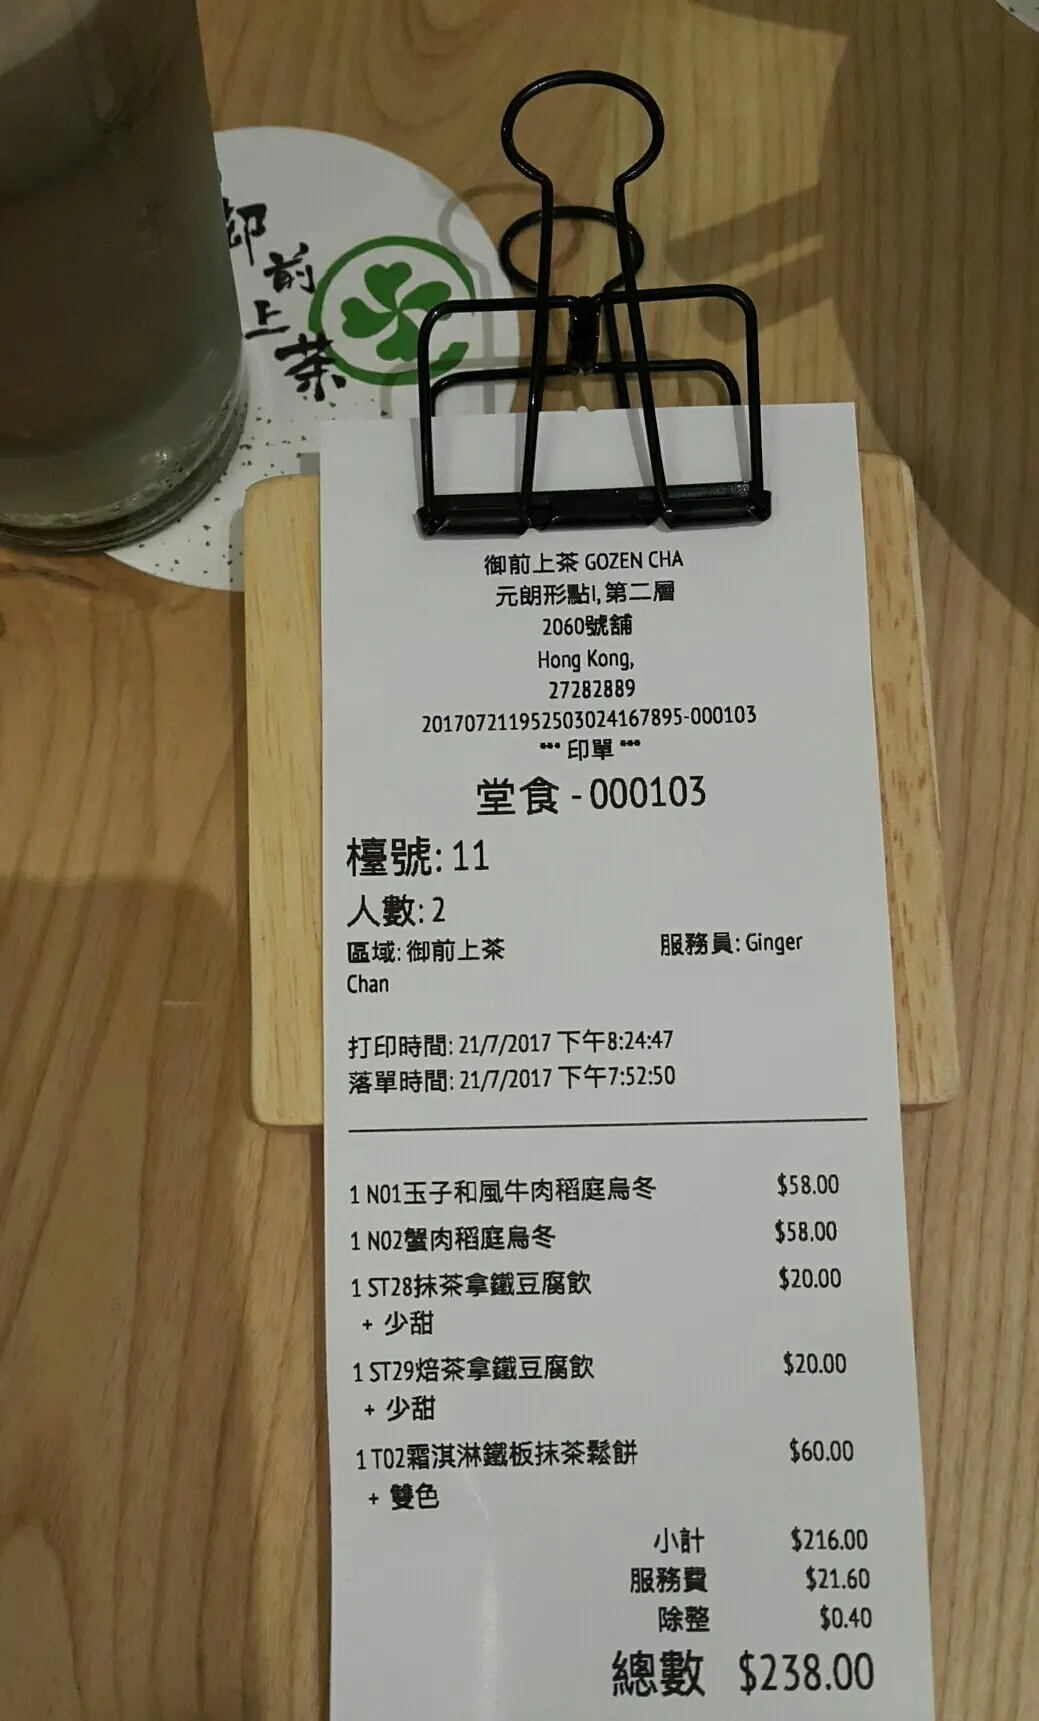 御前上茶
御前上茶 GOZEN CHA
元朗形點I, 第二層
2060號舖
Hong Kong,
27282889
20170721195250302416​7895-000103
*** 印單 ***
堂食 - 000103
檯號: 11
人數: 2
區域: 御前上茶 服務員: Ginger
Chan
打印時間: 21/7/2017 下午8:24:47
落單時間: 21/7/2017 下午7:52:50
1 N01玉子和風牛肉稻庭烏冬 $58.00
1 N02蟹肉稻庭烏冬 $58.00
1 ST28抹茶拿鐵豆腐飲 $20.00
+ 少甜
1 ST29焙茶拿鐵豆腐飲 $20.00
+ 少甜
1 T02霜淇淋鐵板抹茶鬆餅 $60.00
+ 雙色
小計 $216.00
服務費 $21.60
除整 $0.40
總數 $238.00